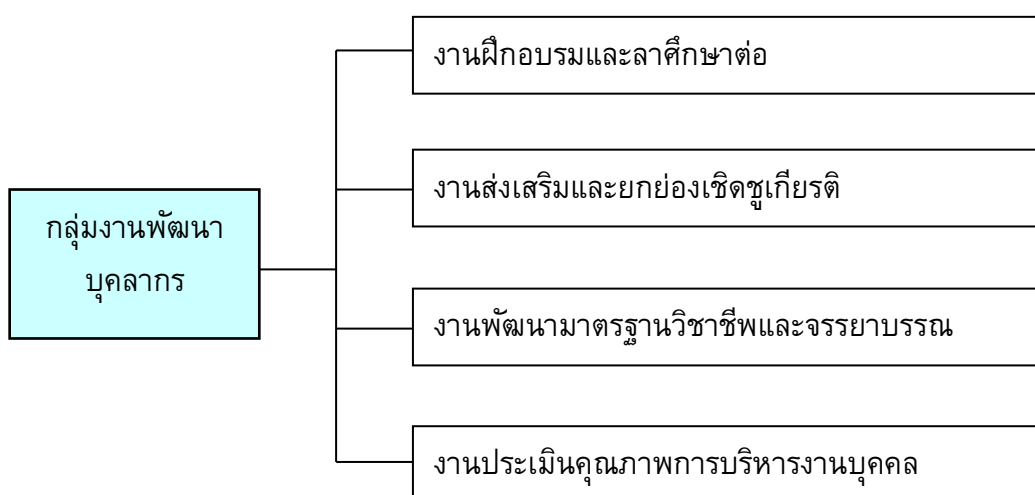 งานฝึกอบรมและลาศึกษาต่อ
งานส่งเสริมและยกย่องเชิดชูเกียรติ
กลุ่มงานพัฒนา
บุคลากร
งานพัฒนามาตรฐานวิชาชีพและจรรยาบรรณ
งานประเมินคุณภาพการบริหารงานบุคคล